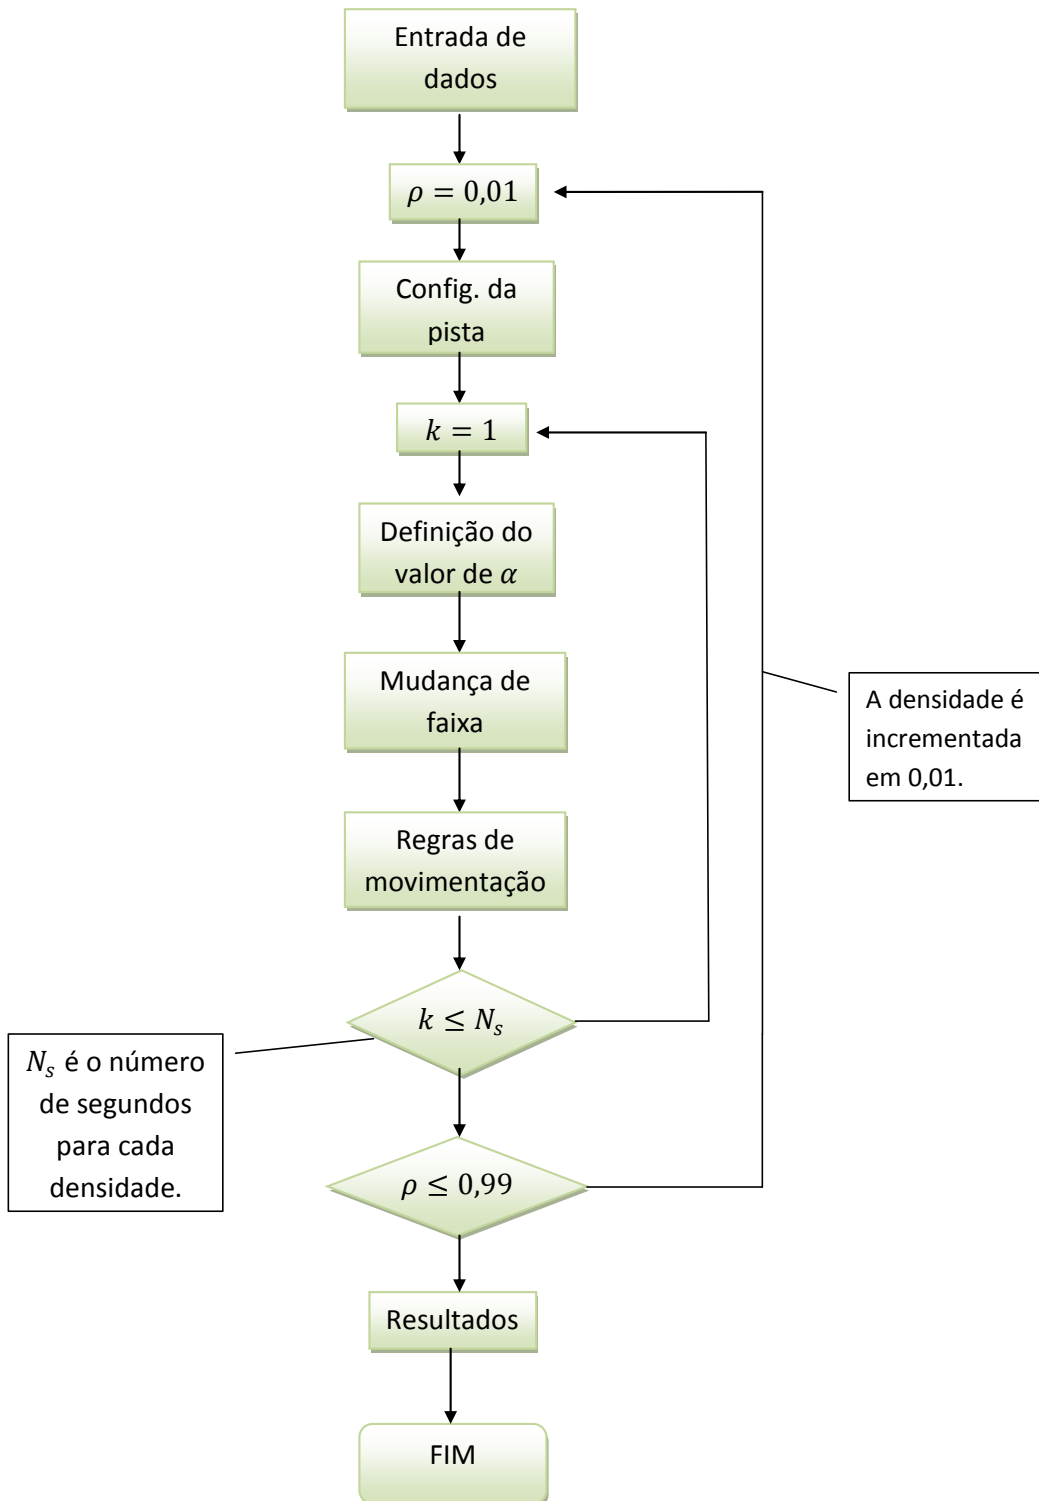 Entrada de
dados
ρ = 0,01
Config. da
pista
k = 1
Definição do
valor de α
Mudança de
faixa
A densidade é
incrementada
em 0,01.
Regras de
movimentação
k ≤ Nₛ
Nₛ é o número
de segundos
para cada
densidade.
ρ ≤ 0,99
Resultados
FIM